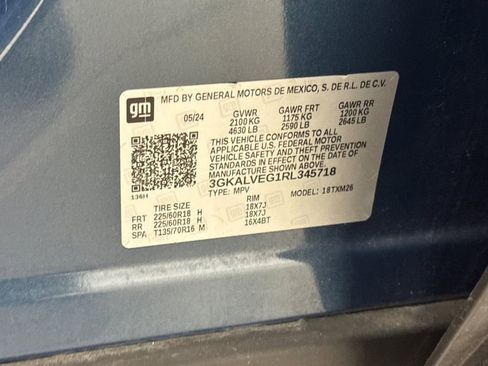 gm
MFD BY GENERAL MOTORS DE MEXICO, S. DE R.L. DE C.V.
05/24 GVWR GAWR FRT GAWR RR
2100 KG 1175 KG 1200 KG
4630 LB 2590 LB 2645 LB
THIS VEHICLE CONFORMS TO ALL
APPLICABLE U.S. FEDERAL MOTOR
VEHICLE SAFETY AND THEFT PREVENTION
STANDARDS IN EFFECT ON THE DATE OF
MANUFACTURE SHOWN ABOVE.
3GKALVEG1RL345718
136H TYPE: MPV MODEL: 18TXM26
TIRE SIZE RIM
FRT 225/60R18 H 18X7J
RR 225/60R18 H 18X7J
SPA T135/70R16 M 16X4BT